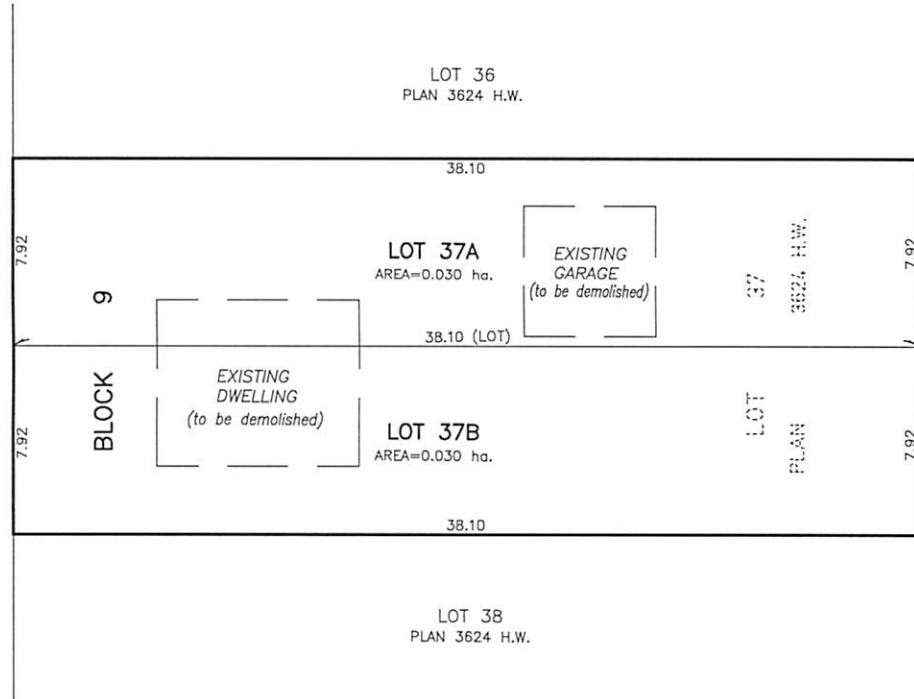 LOT 36
PLAN 3624 H.W.
38.10
7.92
LOT 37A
AREA=0.030 ha.
EXISTING
GARAGE
(to be demolished)
7.92
38.10 (LOT)
BLOCK 9
EXISTING
DWELLING
(to be demolished)
7.92
LOT 37B
AREA=0.030 ha.
LOT 37
PLAN 3624 H.W.
7.92
38.10
LOT 38
PLAN 3624 H.W.